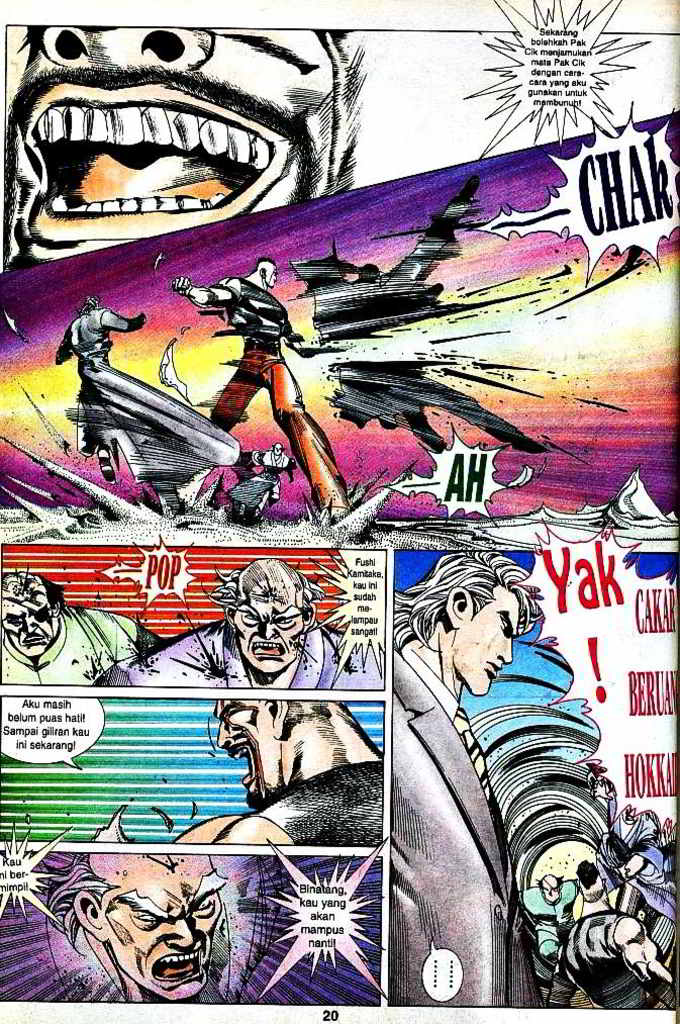 Sekarang
bolehkah Pak
Cik menjamukan
mata Pak Cik
dengan cara-
cara yang aku
gunakan untuk
membunuh!
CHAK
AH
POP
Fushi
Kamitake,
kau ini
sudah
me-
lampau
sangat!
Yak
!
CAKAR
BERUAN
HOKKA
Aku masih
belum puas hati!
Sampai giliran kau
ini sekarang!
Kau
ni ber-
mimpi!
Binatang,
kau yang
akan
mampus
nanti!
!!!
20